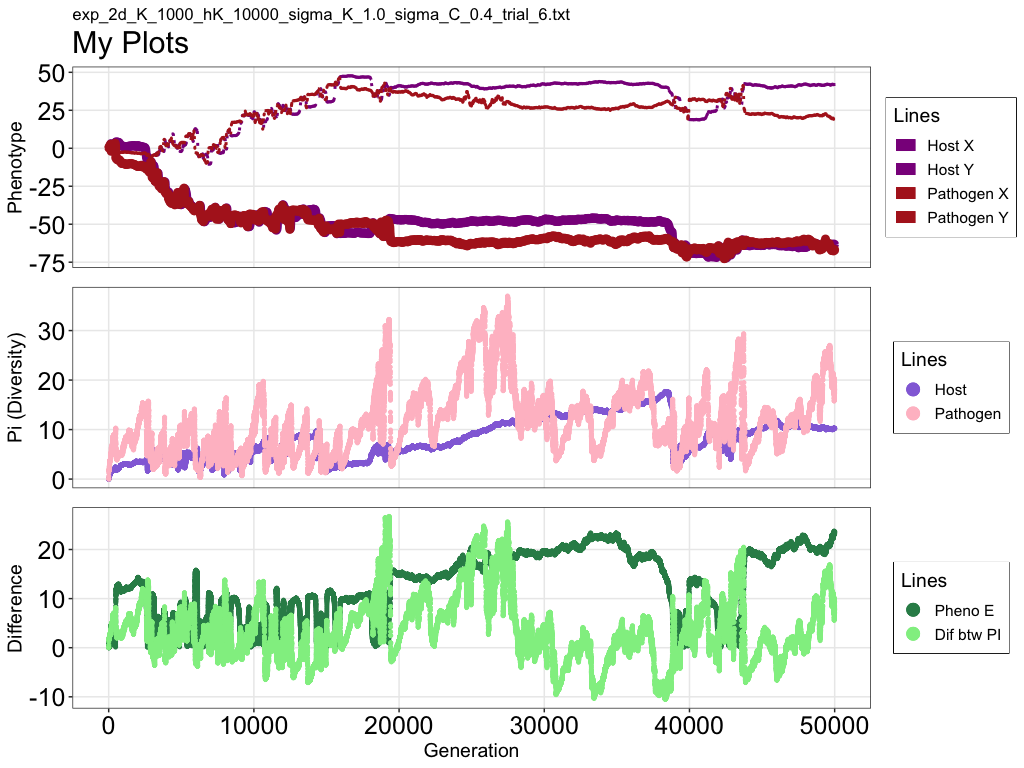 exp_2d_K_1000_hK_10000_sigma_K_1.0_sigma_C_0.4_trial_6.txt
My Plots
Phenotype
50
25
0
-25
-50
-75
Lines
Host X
Host Y
Pathogen X
Pathogen Y
Pi (Diversity)
30
20
10
0
Lines
Host
Pathogen
Difference
20
10
0
-10
Lines
Pheno E
Dif btw PI
0 10000 20000 30000 40000 50000
Generation